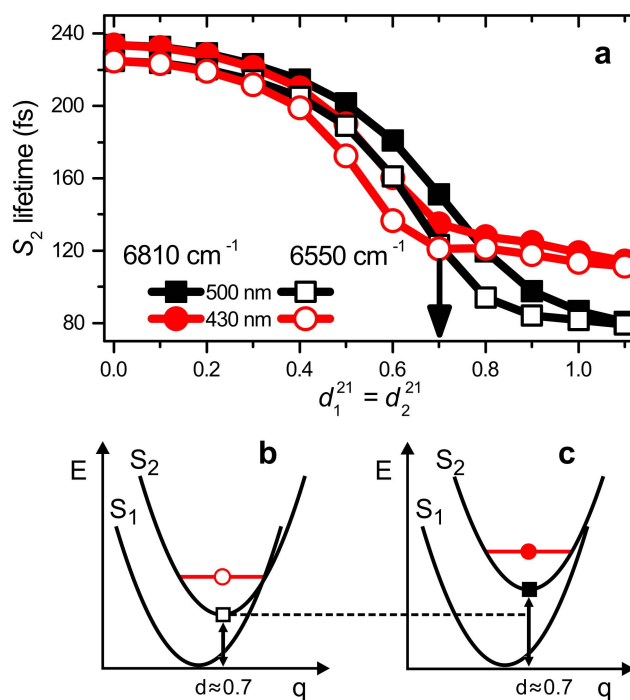 a
240
200
160
120
80
S₂ lifetime (fs)
6810 cm⁻¹ 6550 cm⁻¹
500 nm
430 nm
0.0 0.2 0.4 0.6 0.8 1.0
d₁²¹ = d₂²¹
b c
E S₂ E S₂
S₁ S₁
d≈0.7 q d≈0.7 q